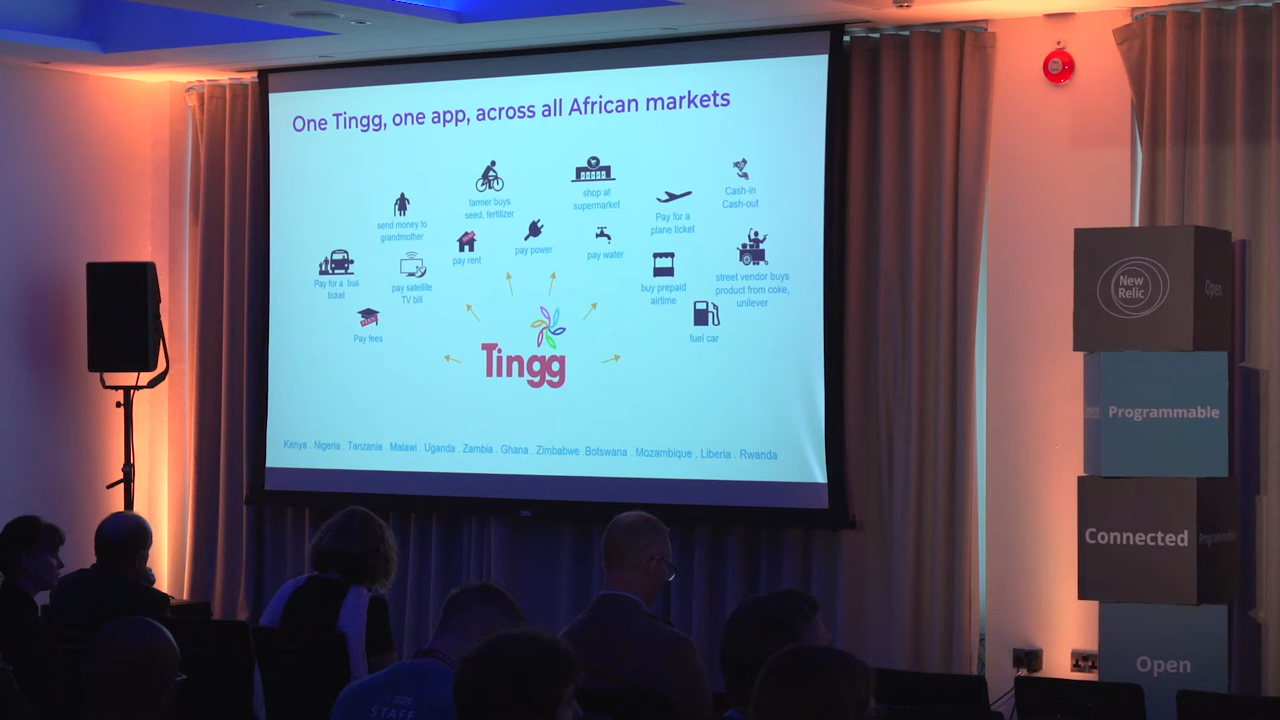 One Tingg, one app, across all African markets
farmer buys
seed, fertilizer
shop at
supermarket
Cash-in
Cash-out
send money to
grandmother
Pay for a
plane ticket
pay rent
pay power
pay water
Pay for a bus
ticket
pay satellite
TV bill
buy prepaid
airtime
street vendor buys
product from coke,
unilever
Pay fees
fuel car
Tingg
Kenya . Nigeria . Tanzania . Malawi . Uganda . Zambia . Ghana . Zimbabwe .Botswana . Mozambique . Liberia . Rwanda
New
Relic
Open
Programmable
Connected
Programmable
Open
STAFF